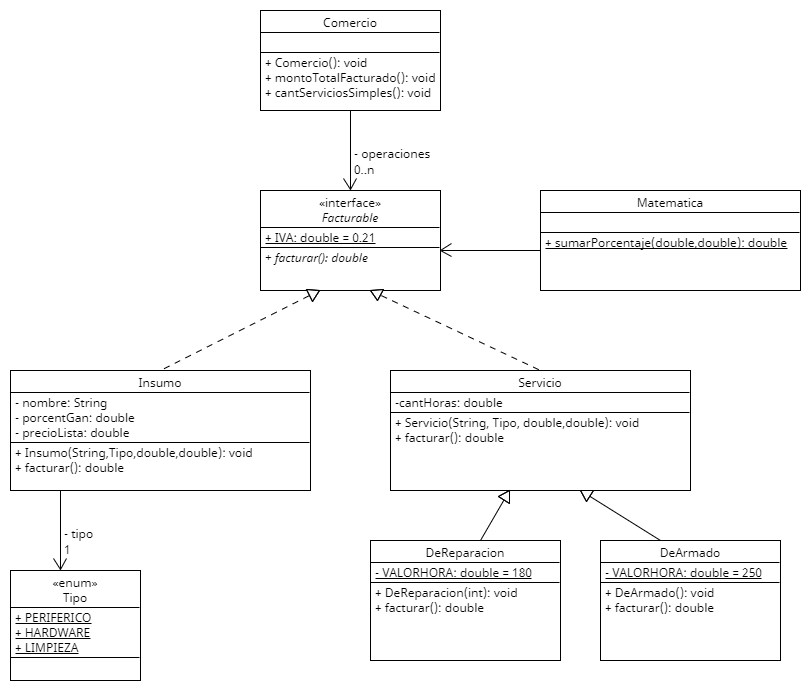 Comercio
+ Comercio(): void
+ montoTotalFacturado(): void
+ cantServiciosSimples(): void
- operaciones
0..n
«interface»
Facturable
+ IVA: double = 0.21
+ facturar(): double
Matematica
+ sumarPorcentaje(double,double): double
Insumo
- nombre: String
- porcentGan: double
- precioLista: double
+ Insumo(String,Tipo,double,double): void
+ facturar(): double
Servicio
-cantHoras: double
+ Servicio(String, Tipo, double,double): void
+ facturar(): double
- tipo
1
«enum»
Tipo
+ PERIFERICO
+ HARDWARE
+ LIMPIEZA
DeReparacion
- VALORHORA: double = 180
+ DeReparacion(int): void
+ facturar(): double
DeArmado
- VALORHORA: double = 250
+ DeArmado(): void
+ facturar(): double